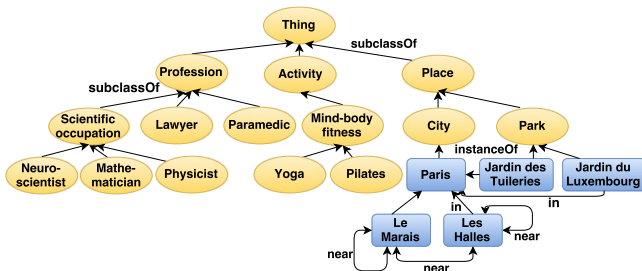 Thing
subclassOf
Profession
Activity
Place
subclassOf
Scientific
occupation
Lawyer
Paramedic
Mind-body
fitness
City
Park
instanceOf
Neuro-
scientist
Mathe-
matician
Physicist
Yoga
Pilates
Paris
Jardin des
Tuileries
Jardin du
Luxembourg
in
in
Le
Marais
Les
Halles
near
near
near